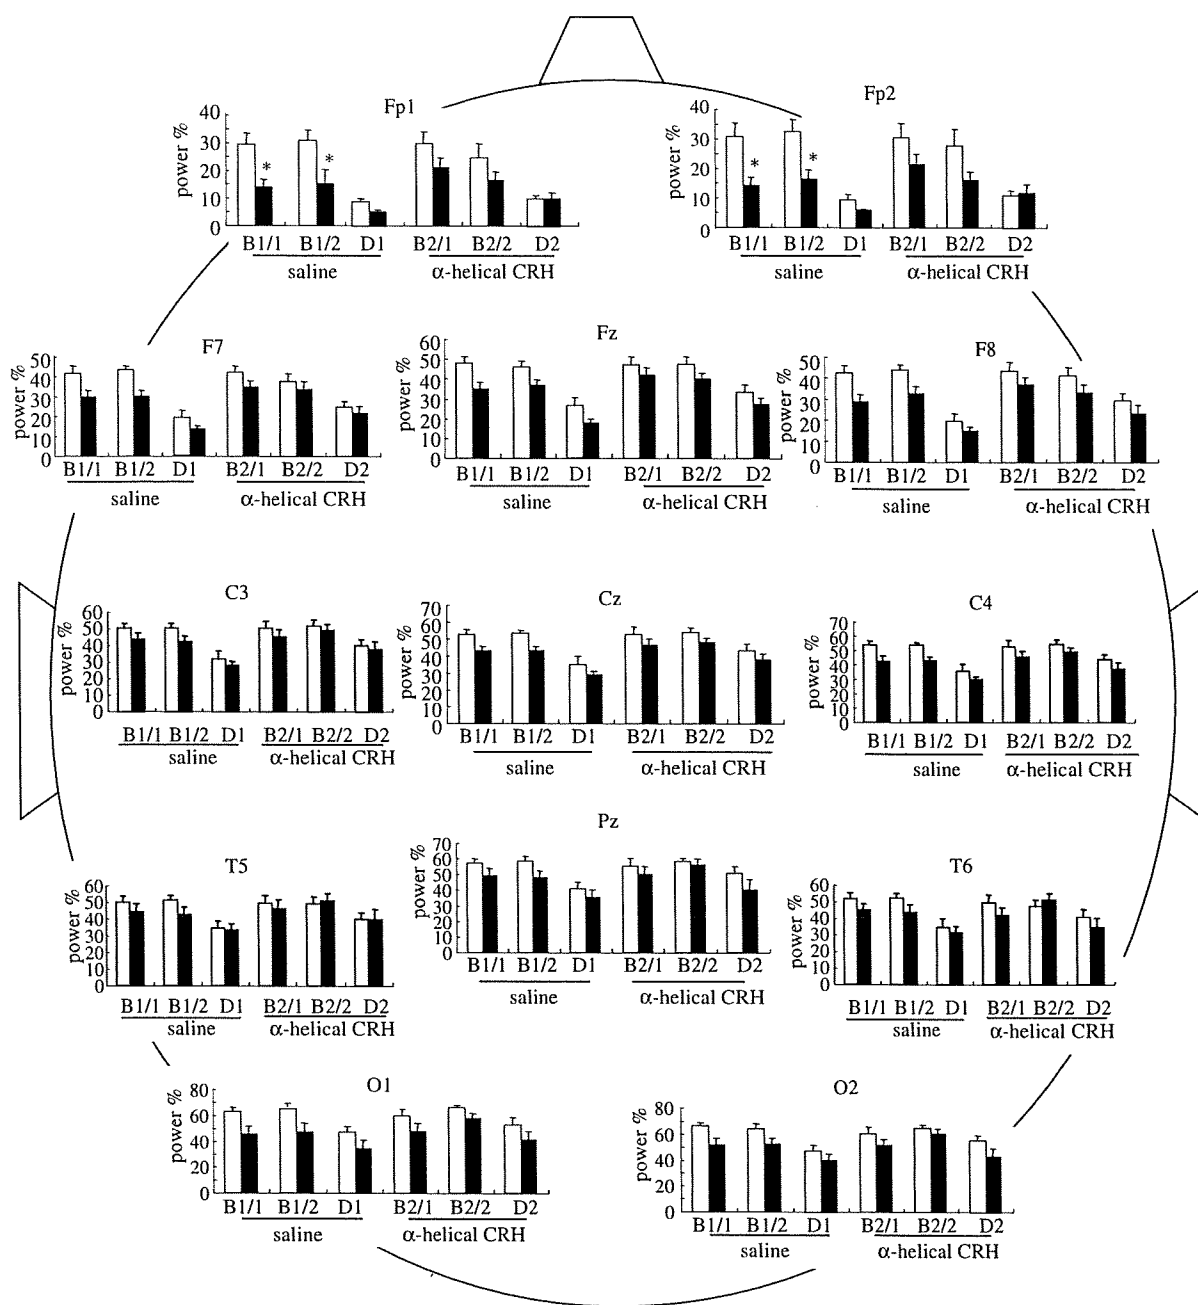 Fp1
power %
40
30
20
10
0
*
*
B1/1 B1/2 D1 B2/1 B2/2 D2
saline α-helical CRH
Fp2
power %
40
30
20
10
0
*
*
B1/1 B1/2 D1 B2/1 B2/2 D2
saline α-helical CRH
F7
power %
50
40
30
20
10
0
B1/1 B1/2 D1 B2/1 B2/2 D2
saline α-helical CRH
Fz
power %
60
50
40
30
20
10
0
B1/1 B1/2 D1 B2/1 B2/2 D2
saline α-helical CRH
F8
power %
50
40
30
20
10
0
B1/1 B1/2 D1 B2/1 B2/2 D2
saline α-helical CRH
C3
power %
60
50
40
30
20
10
0
B1/1 B1/2 D1 B2/1 B2/2 D2
saline α-helical CRH
Cz
power %
70
60
50
40
30
20
10
0
B1/1 B1/2 D1 B2/1 B2/2 D2
saline α-helical CRH
C4
power %
70
60
50
40
30
20
10
0
B1/1 B1/2 D1 B2/1 B2/2 D2
saline α-helical CRH
T5
power %
60
50
40
30
20
10
0
B1/1 B1/2 D1 B2/1 B2/2 D2
saline α-helical CRH
Pz
power %
70
60
50
40
30
20
10
0
B1/1 B1/2 D1 B2/1 B2/2 D2
saline α-helical CRH
T6
power %
60
50
40
30
20
10
0
B1/1 B1/2 D1 B2/1 B2/2 D2
saline α-helical CRH
O1
power %
80
60
40
20
0
B1/1 B1/2 D1 B2/1 B2/2 D2
saline α-helical CRH
O2
power %
80
60
40
20
0
B1/1 B1/2 D1 B2/1 B2/2 D2
saline α-helical CRH